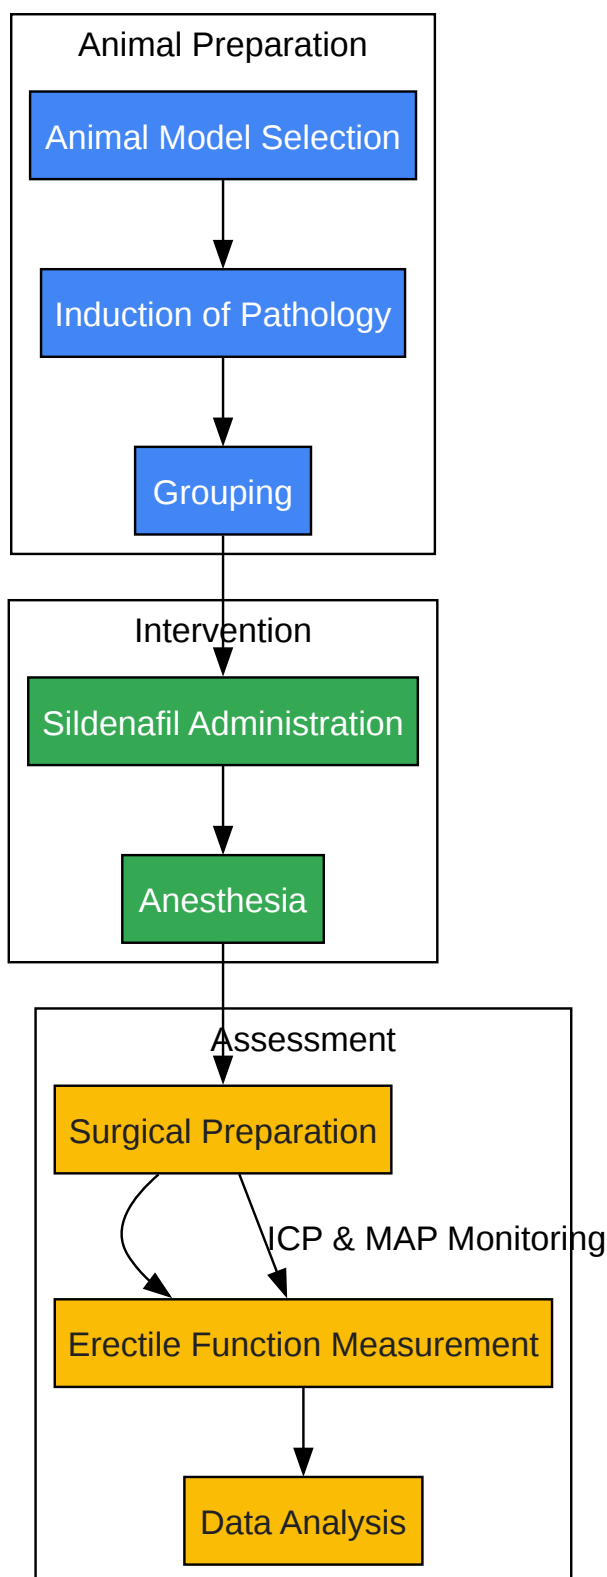 Animal Preparation
Animal Model Selection
Induction of Pathology
Grouping
Intervention
Sildenafil Administration
Anesthesia
Assessment
Surgical Preparation
ICP & MAP Monitoring
Erectile Function Measurement
Data Analysis